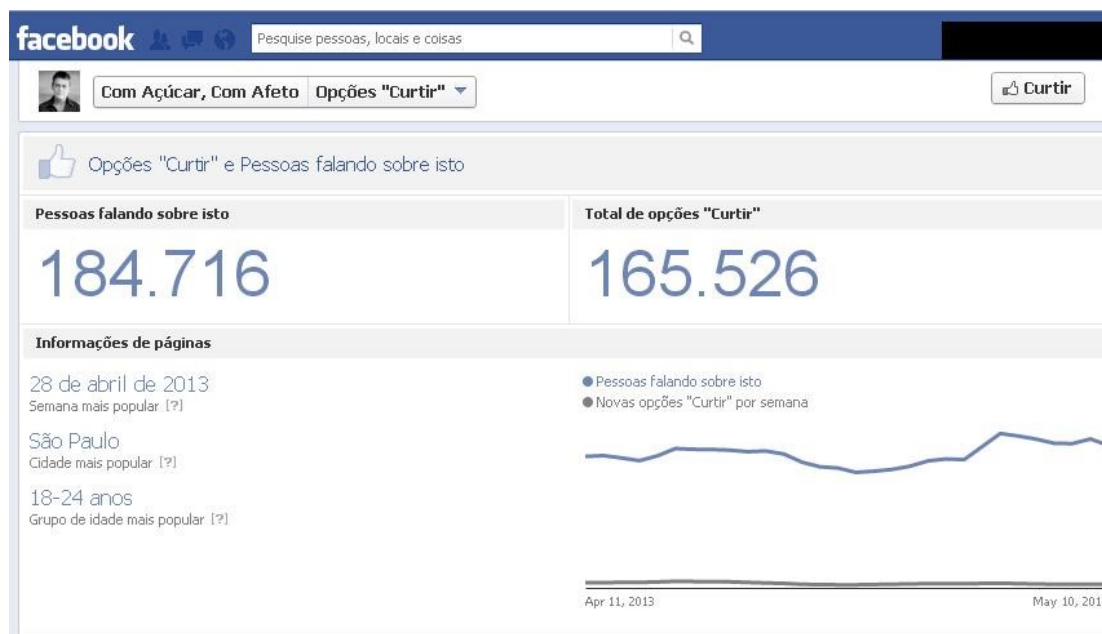 facebook Pesquise pessoas, locais e coisas
Com Açúcar, Com Afeto Opções "Curtir" Curtir
Opções "Curtir" e Pessoas falando sobre isto
Pessoas falando sobre isto Total de opções "Curtir"
184.716 165.526
Informações de páginas
28 de abril de 2013
Semana mais popular [?]
São Paulo
Cidade mais popular [?]
18-24 anos
Grupo de idade mais popular [?]
Pessoas falando sobre isto
Novas opções "Curtir" por semana
Apr 11, 2013 May 10, 201